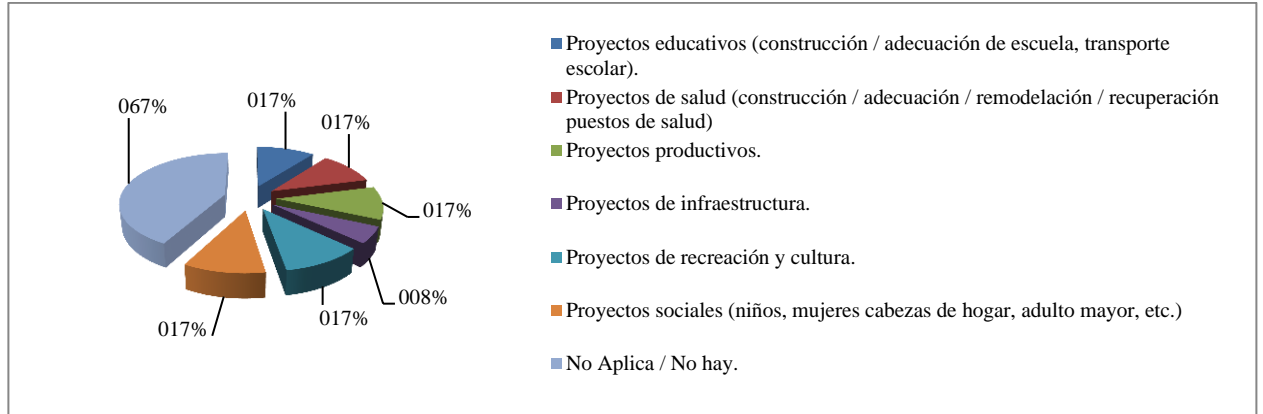 067%
017%
017%
017%
008%
017%
017%
Proyectos educativos (construcción / adecuación de escuela, transporte
escolar).
Proyectos de salud (construcción / adecuación / remodelación / recuperación
puestos de salud)
Proyectos productivos.
Proyectos de infraestructura.
Proyectos de recreación y cultura.
Proyectos sociales (niños, mujeres cabezas de hogar, adulto mayor, etc.)
No Aplica / No hay.